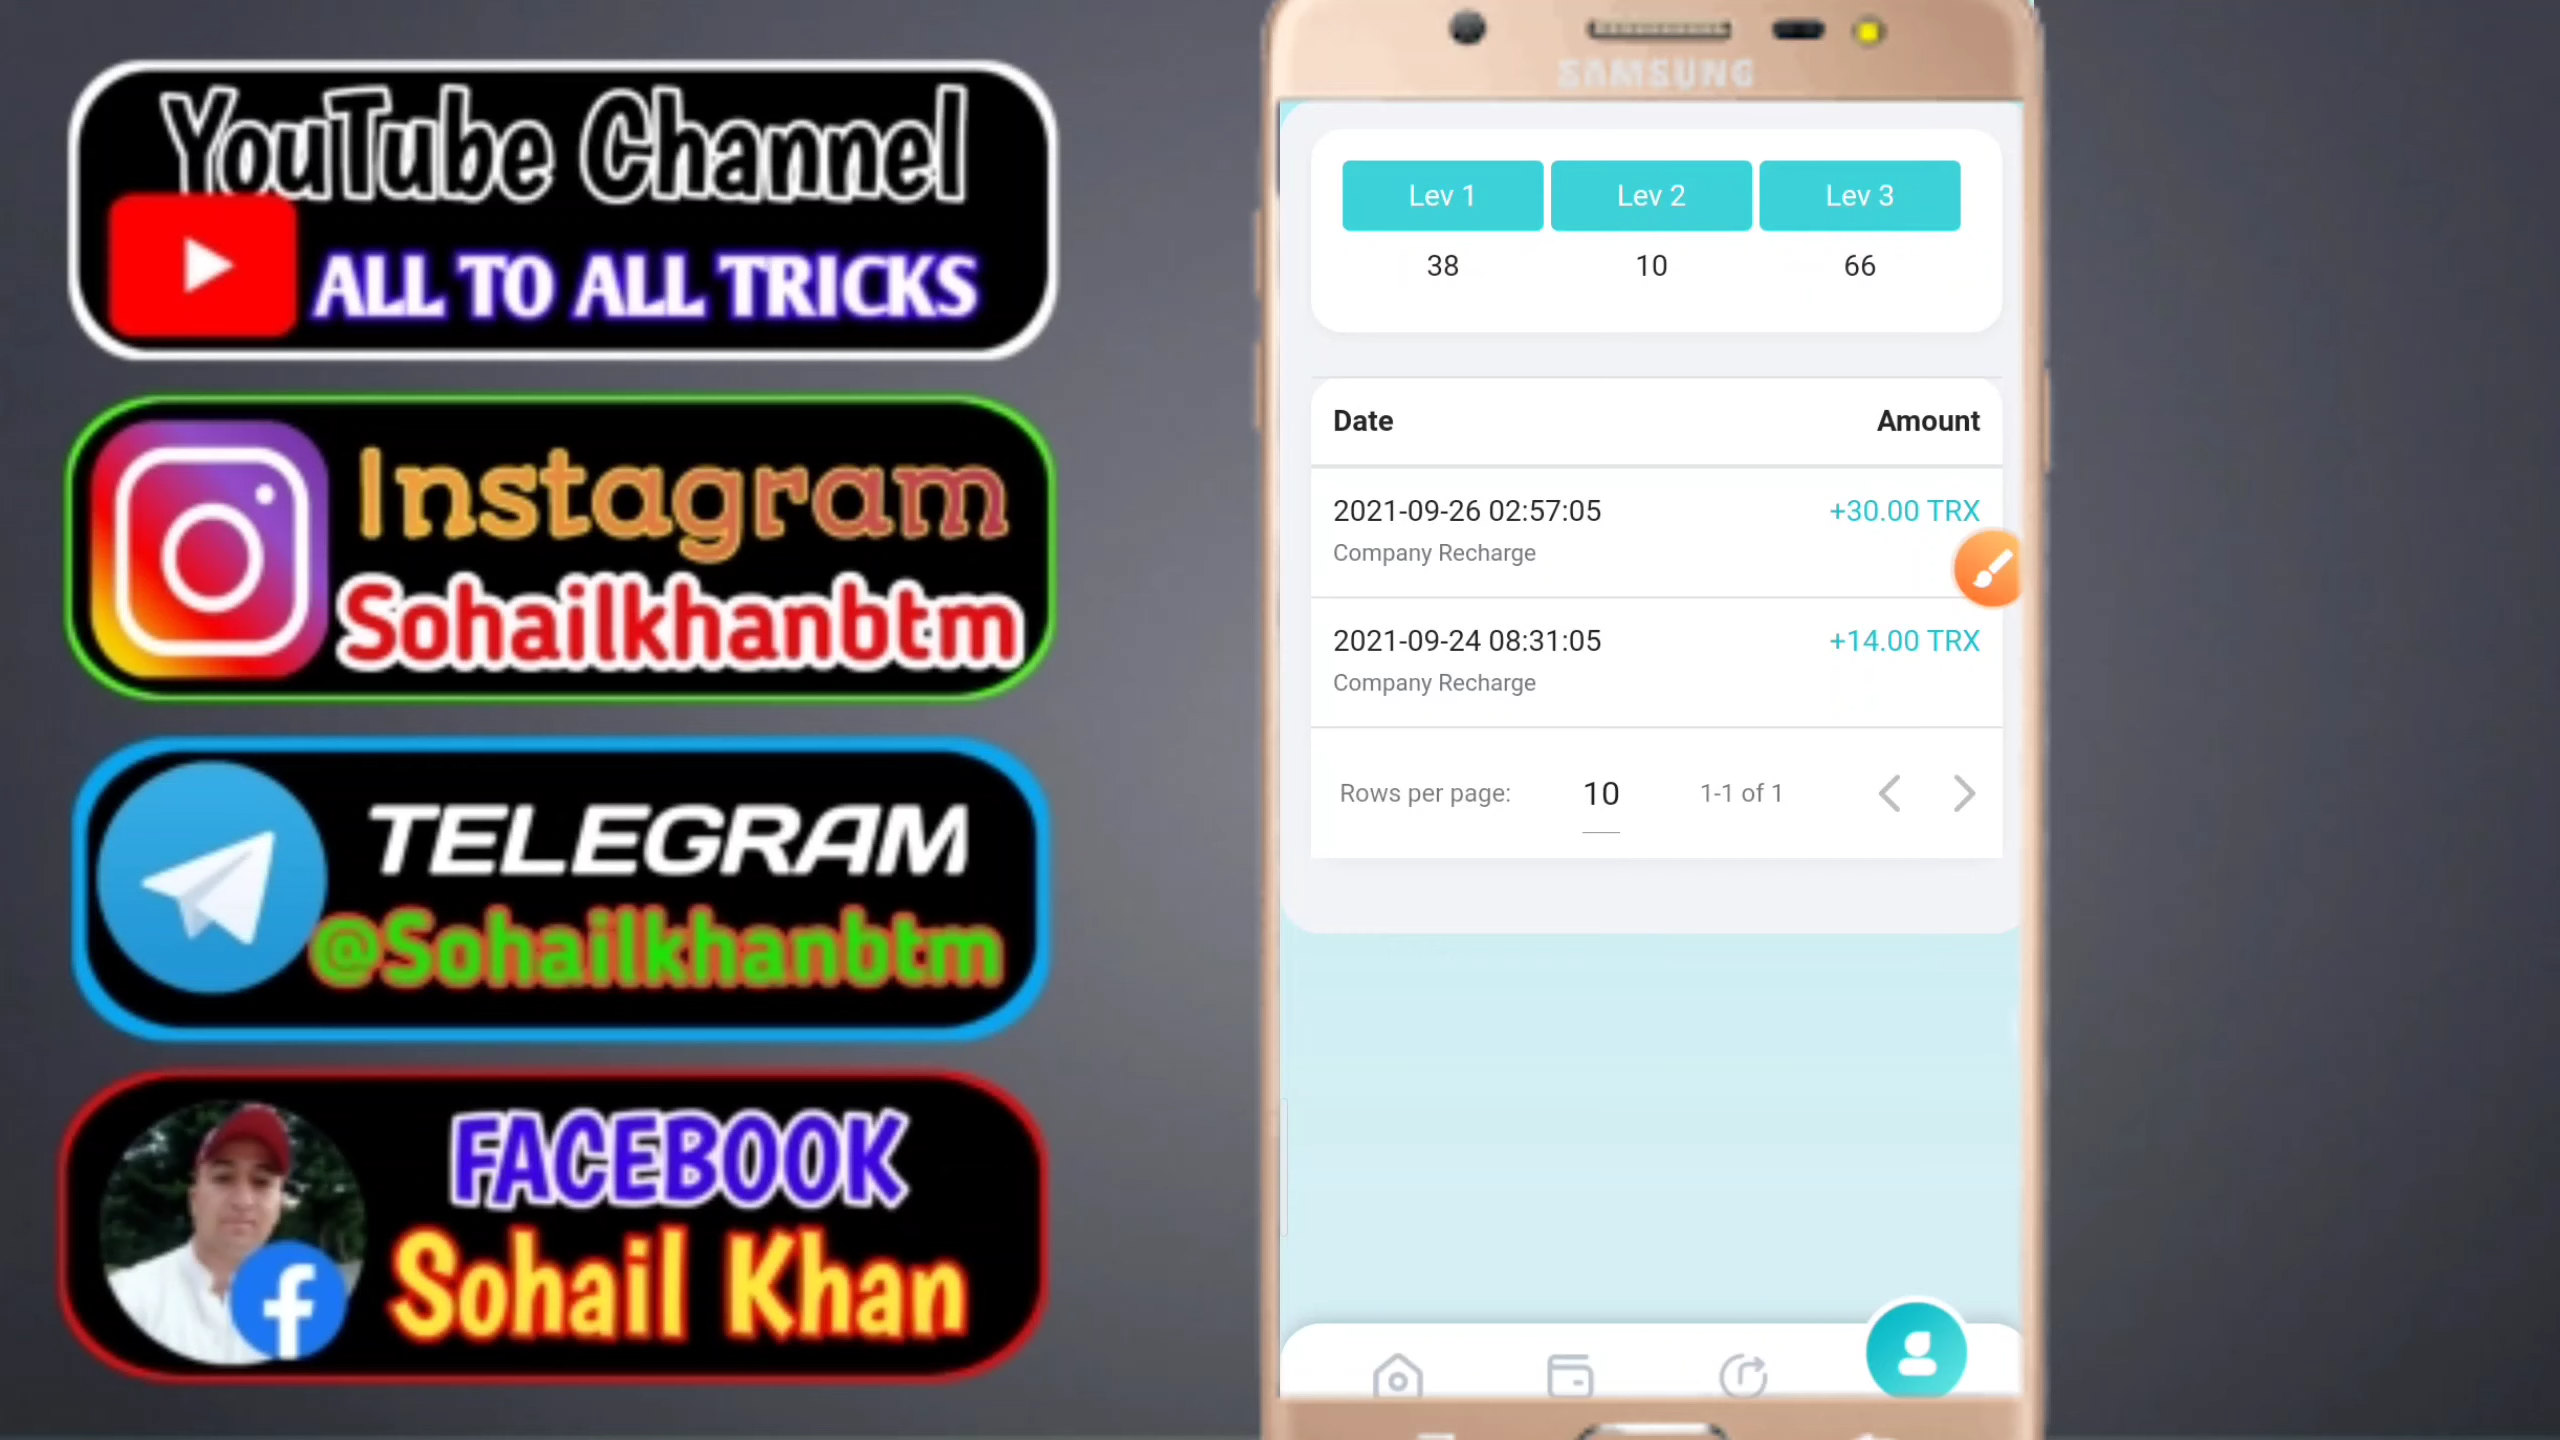 YouTube Channel
ALL TO ALL TRICKS
Instagram
Sohailkhanbtm
TELEGRAM
@Sohailkhanbtm
FACEBOOK
Sohail Khan
SAMSUNG
Lev 1 Lev 2 Lev 3
38 10 66
Date Amount
2021-09-26 02:57:05 +30.00 TRX
Company Recharge
2021-09-24 08:31:05 +14.00 TRX
Company Recharge
Rows per page: 10 1-1 of 1